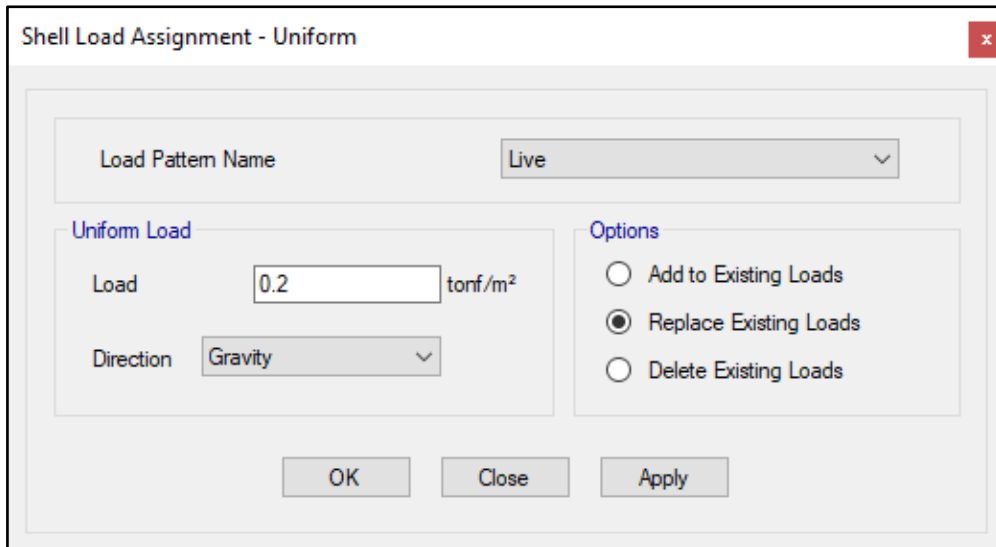 Shell Load Assignment - Uniform
x
Load Pattern Name
Live
Uniform Load
Load
0.2
tonf/m²
Direction
Gravity
Options
Add to Existing Loads
Replace Existing Loads
Delete Existing Loads
OK
Close
Apply